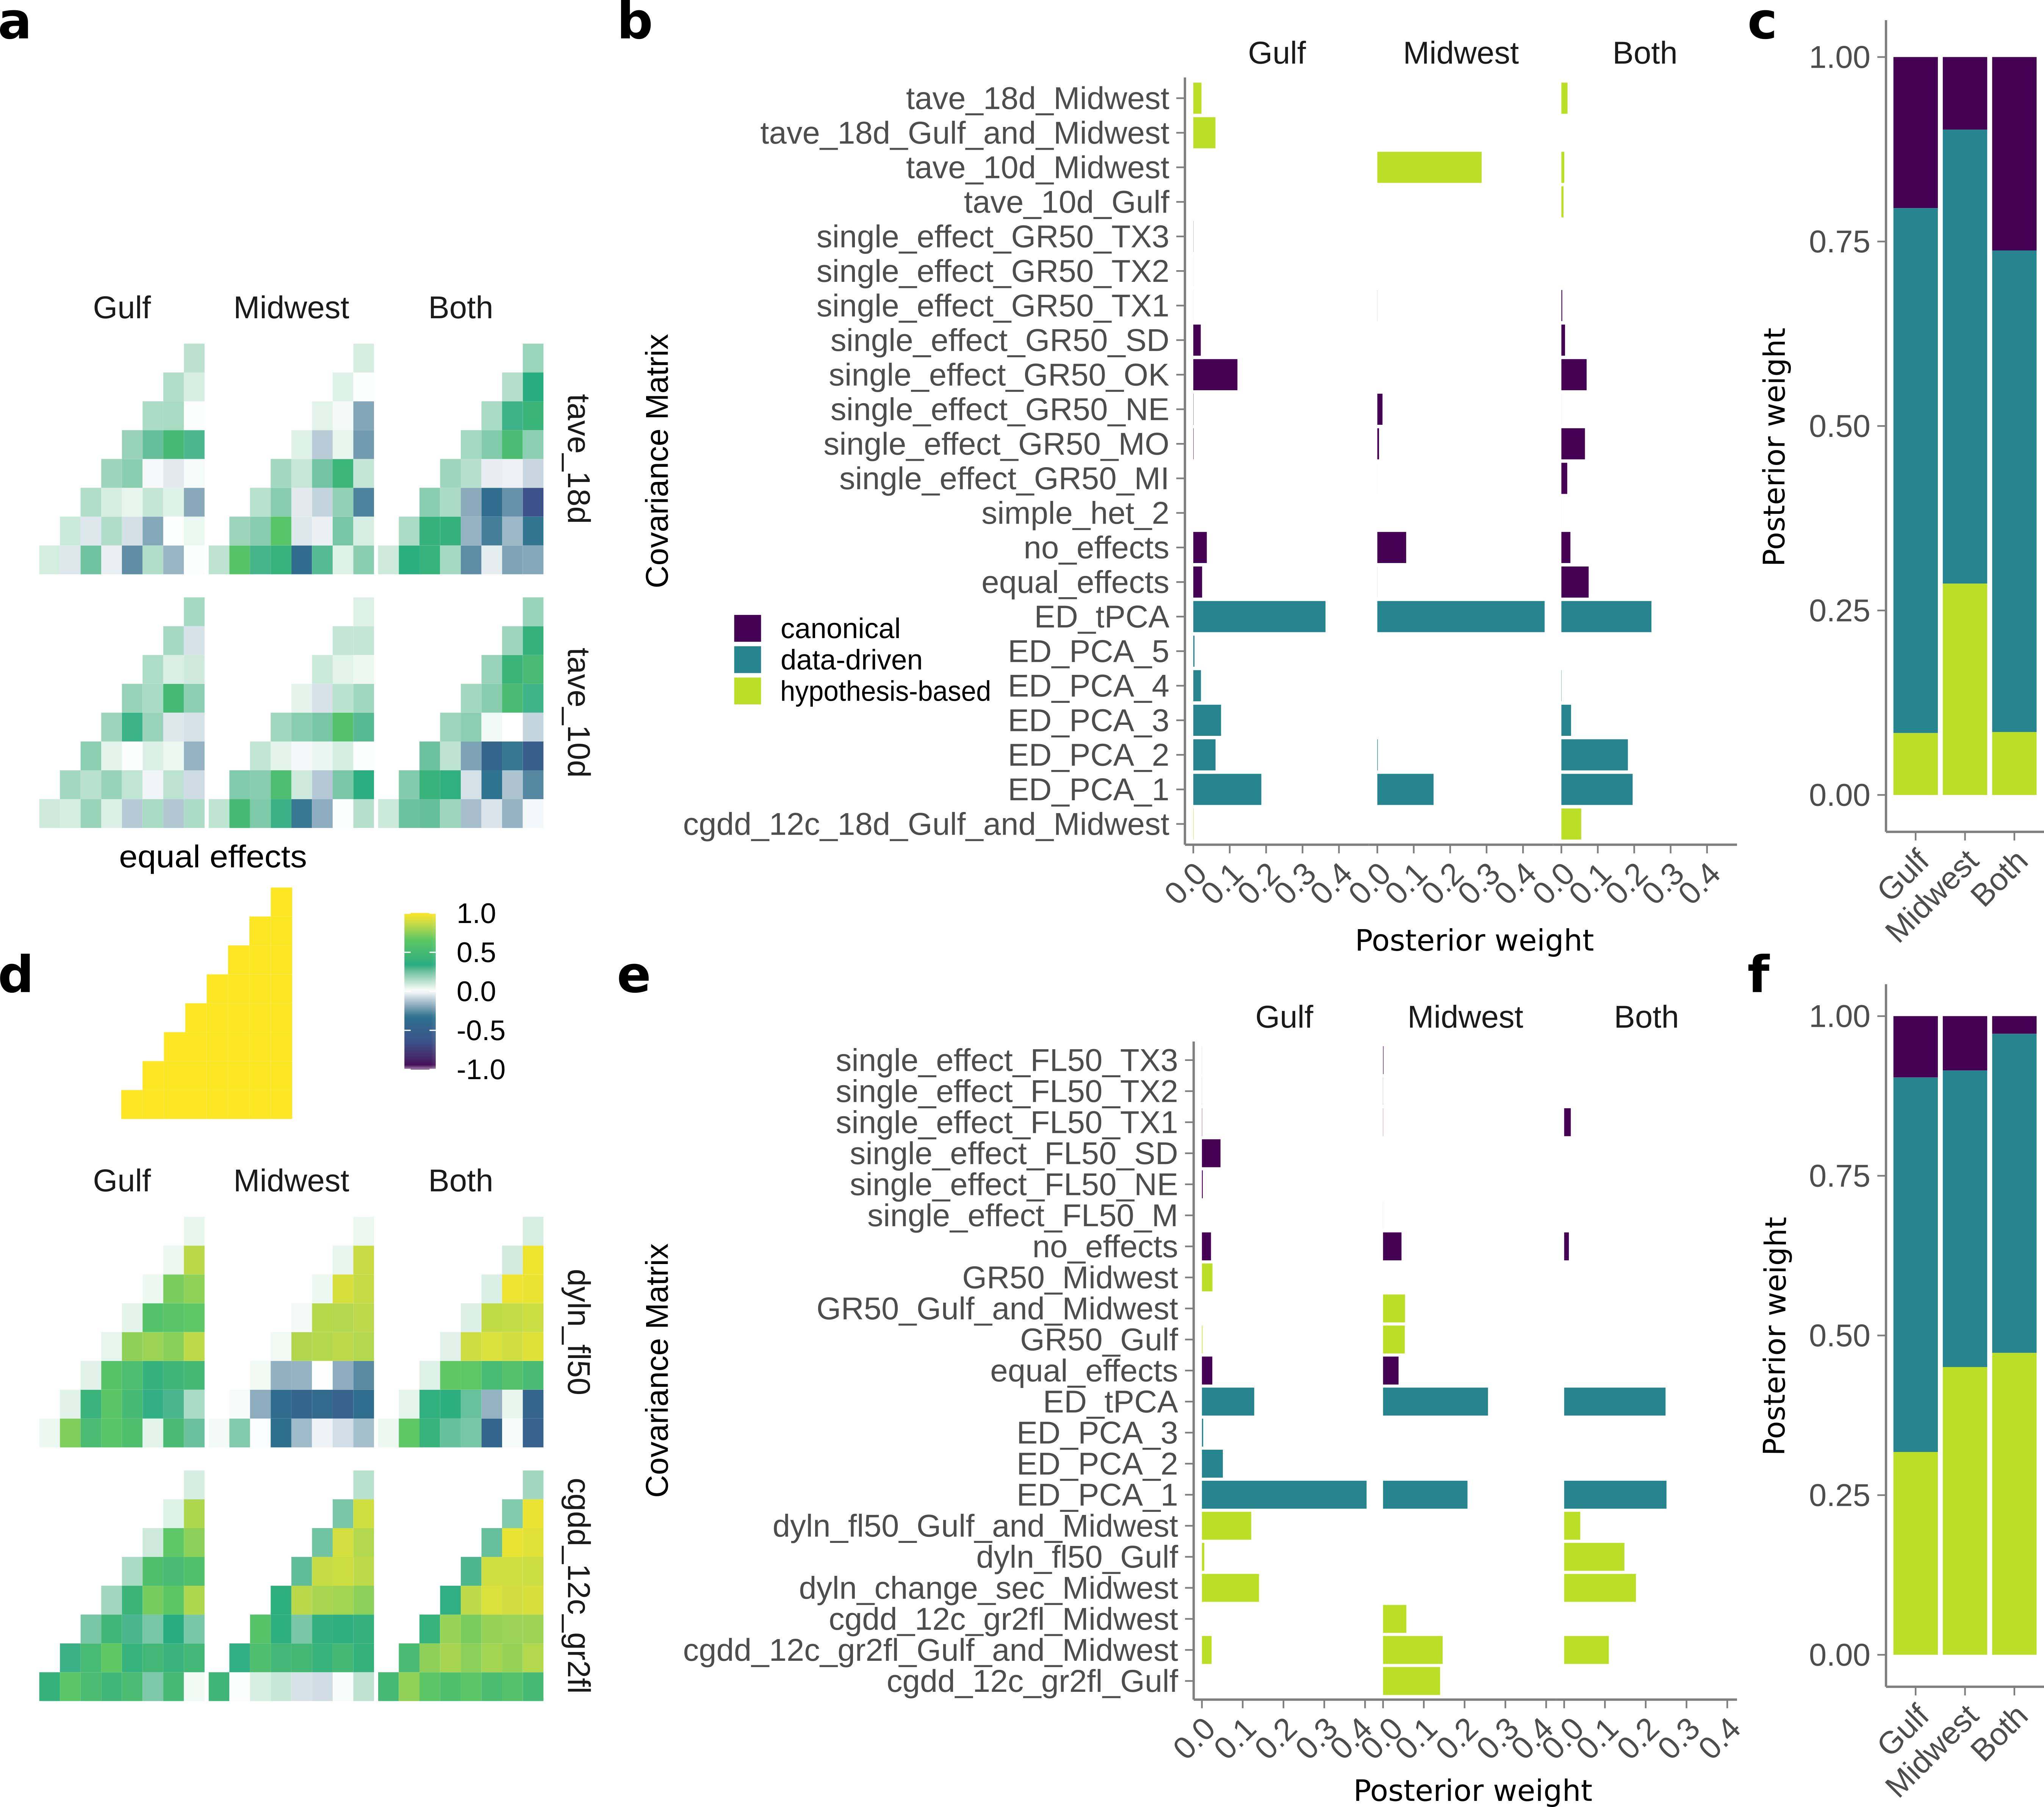 a
Gulf
Midwest
Both
tave_18d
tave_10d
equal effects
1.0
0.5
0.0
-0.5
-1.0
b
Gulf
Midwest
Both
Covariance Matrix
tave_18d_Midwest
tave_18d_Gulf_and_Midwest
tave_10d_Midwest
tave_10d_Gulf
single_effect_GR50_TX3
single_effect_GR50_TX2
single_effect_GR50_TX1
single_effect_GR50_SD
single_effect_GR50_OK
single_effect_GR50_NE
single_effect_GR50_MO
single_effect_GR50_MI
simple_het_2
no_effects
equal_effects
ED_tPCA
ED_PCA_5
ED_PCA_4
ED_PCA_3
ED_PCA_2
ED_PCA_1
cgdd_12c_18d_Gulf_and_Midwest
canonical
data-driven
hypothesis-based
0.0 0.1 0.2 0.3 0.4 0.0 0.1 0.2 0.3 0.4 0.0 0.1 0.2 0.3 0.4
Posterior weight
c
Posterior weight
1.00
0.75
0.50
0.25
0.00
Gulf
Midwest
Both
d
Gulf
Midwest
Both
dyln_fl50
cgdd_12c_gr2fl
e
Gulf
Midwest
Both
Covariance Matrix
single_effect_FL50_TX3
single_effect_FL50_TX2
single_effect_FL50_TX1
single_effect_FL50_SD
single_effect_FL50_NE
single_effect_FL50_M
no_effects
GR50_Midwest
GR50_Gulf_and_Midwest
GR50_Gulf
equal_effects
ED_tPCA
ED_PCA_3
ED_PCA_2
ED_PCA_1
dyln_fl50_Gulf_and_Midwest
dyln_fl50_Gulf
dyln_change_sec_Midwest
cgdd_12c_gr2fl_Midwest
cgdd_12c_gr2fl_Gulf_and_Midwest
cgdd_12c_gr2fl_Gulf
0.0 0.1 0.2 0.3 0.4 0.0 0.1 0.2 0.3 0.4 0.0 0.1 0.2 0.3 0.4
Posterior weight
f
Posterior weight
1.00
0.75
0.50
0.25
0.00
Gulf
Midwest
Both